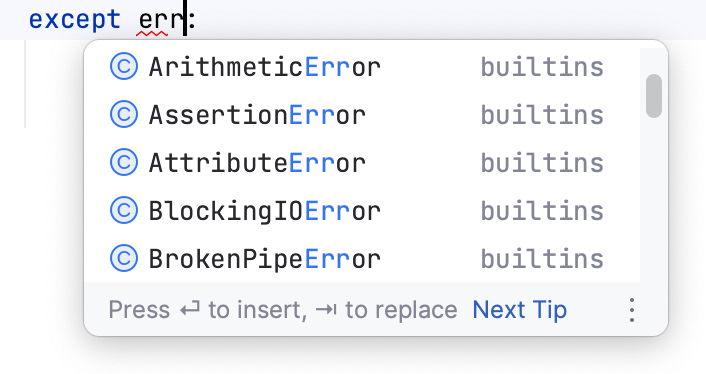 except err:
C ArithmeticError builtins
C AssertionError builtins
C AttributeError builtins
C BlockingIOError builtins
C BrokenPipeError builtins
Press ↵ to insert, ⇥ to replace Next Tip